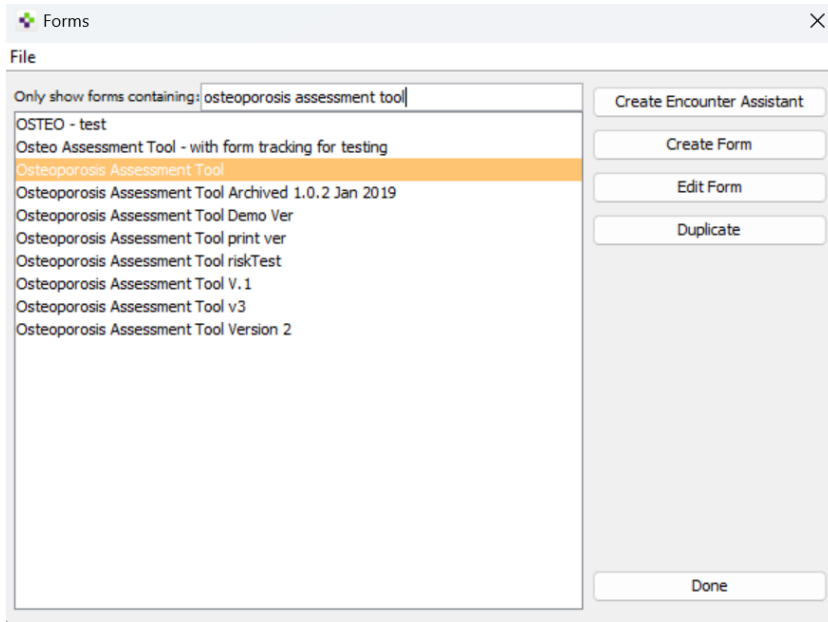 Forms
File
Only show forms containing: osteoporosis assessment tool
Create Encounter Assistant
OSTEO - test
Osteo Assessment Tool - with form tracking for testing
Create Form
Osteoporosis Assessment Tool
Osteoporosis Assessment Tool Archived 1.0.2 Jan 2019
Edit Form
Osteoporosis Assessment Tool Demo Ver
Osteoporosis Assessment Tool print ver
Duplicate
Osteoporosis Assessment Tool riskTest
Osteoporosis Assessment Tool V.1
Osteoporosis Assessment Tool v3
Osteoporosis Assessment Tool Version 2
Done